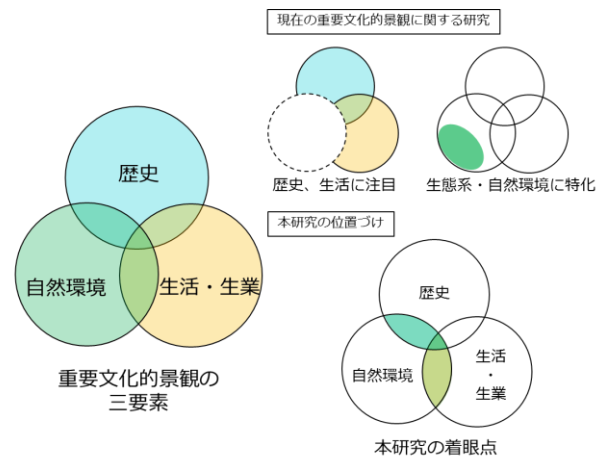 現在の重要文化的景観に関する研究
歴史
自然環境
生活・生業
重要文化的景観の
三要素
歴史、生活に注目
生態系・自然環境に特化
本研究の位置づけ
歴史
自然環境
生活
・
生業
本研究の着眼点